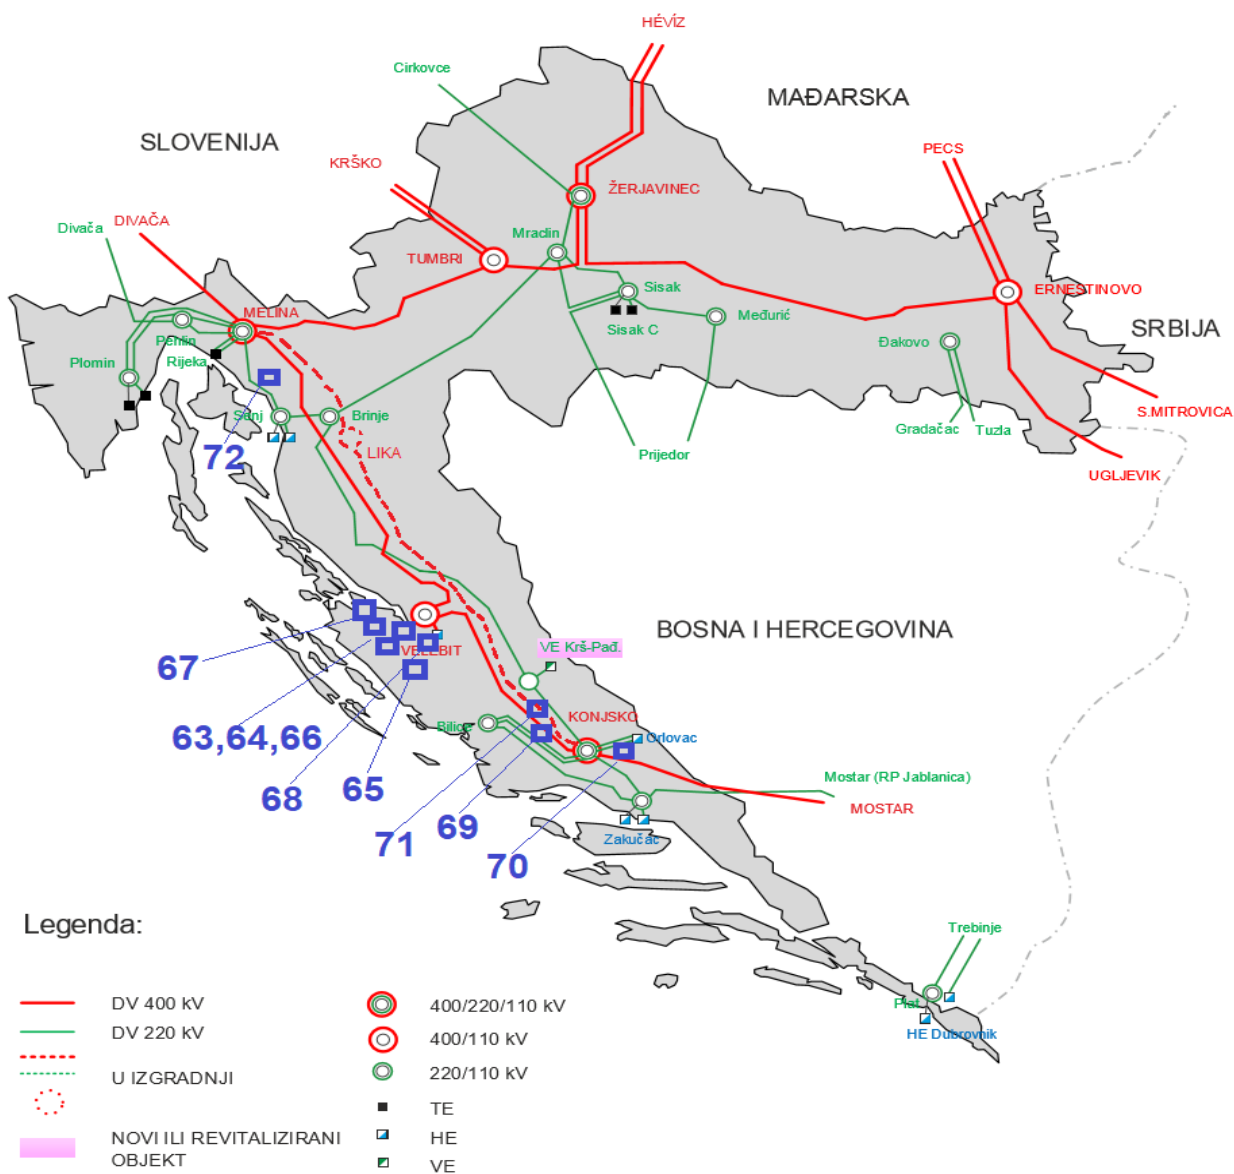 HÉVÍZ
Cirkovce
MAĐARSKA
SLOVENIJA
PECS
KRŠKO
ŽERJAVINEC
DIVAČA
Divača
Mraclin
TUMBRI
Sisak
ERNESTINOVO
MELINA
Međurić
SRBIJA
Sisak C
Pehlin
Rijeka
Đakovo
Plomin
S.MITROVICA
Senj
Brinje
Gradačac
Tuzla
72
LIKA
Prijedor
UGLJEVIK
BOSNA I HERCEGOVINA
VE Krš-Pađ.
VELEBIT
67
KONJSKO
Bilice
Orlovac
63,64,66
Mostar (RP Jablanica)
65
68
MOSTAR
69
71
Zakučac
70
Legenda:
Trebinje
Plat
HE Dubrovnik
DV 400 kV
400/220/110 kV
DV 220 kV
400/110 kV
U IZGRADNJI
220/110 kV
TE
NOVI ILI REVITALIZIRANI
OBJEKT
HE
VE